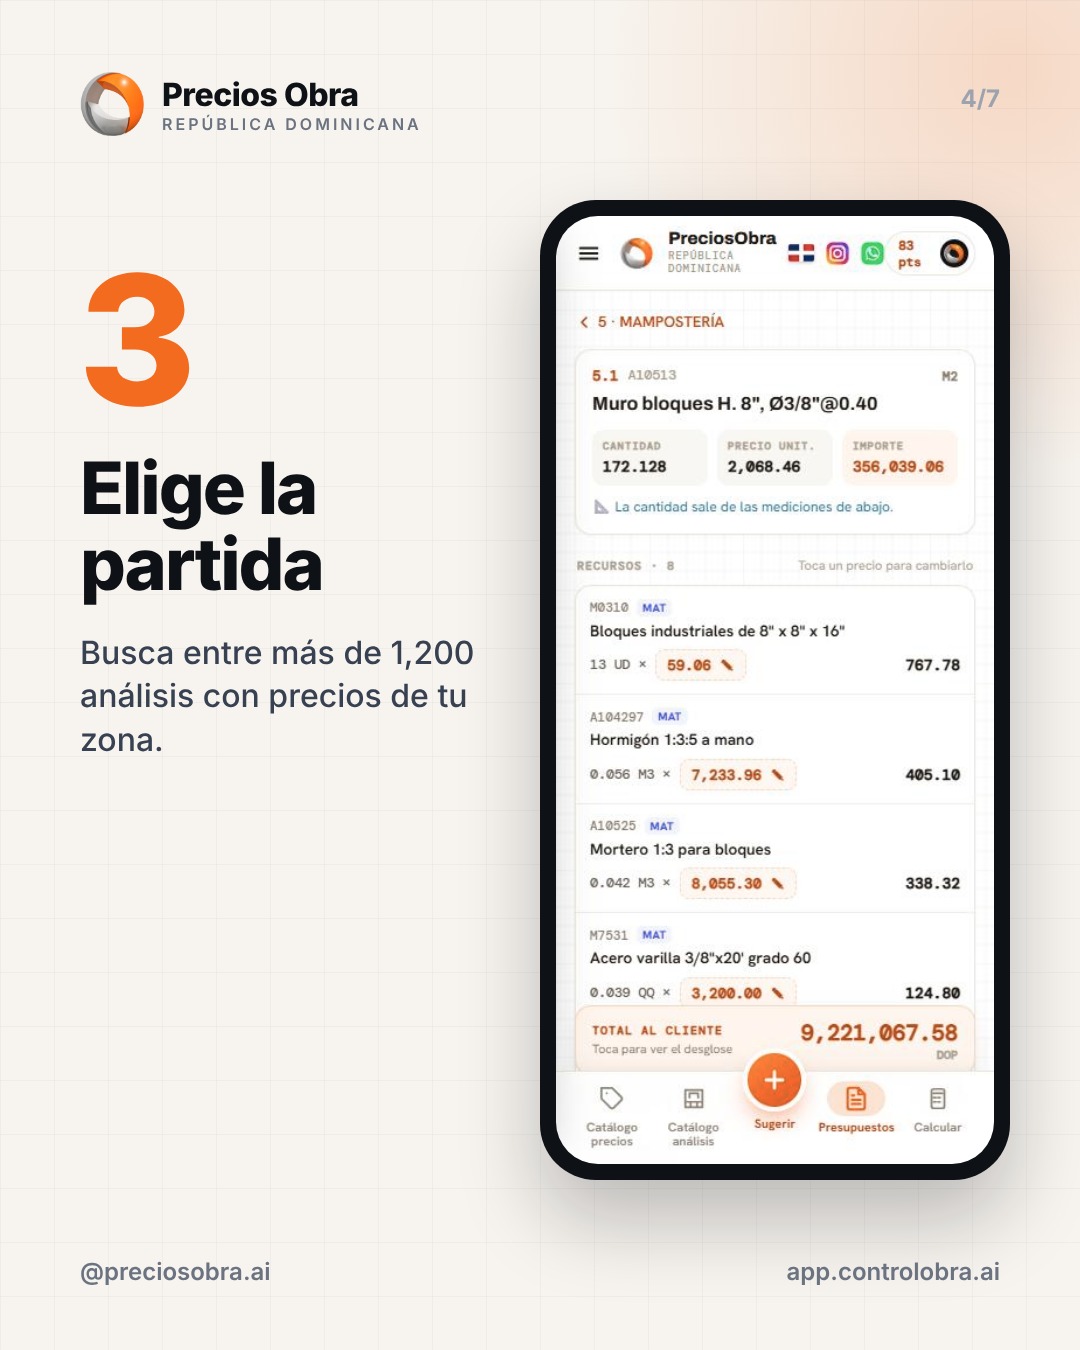 Precios Obra
REPÚBLICA DOMINICANA
4/7
3
Elige la
partida
Busca entre más de 1,200
análisis con precios de tu
zona.
PreciosObra
REPÚBLICA
DOMINICANA
83
pts
5 · MAMPOSTERÍA
5.1 A10513 M2
Muro bloques H. 8", Ø3/8"@0.40
CANTIDAD PRECIO UNIT. IMPORTE
172.128 2,068.46 356,039.06
La cantidad sale de las mediciones de abajo.
RECURSOS · 8 Toca un precio para cambiarlo
M0310 MAT
Bloques industriales de 8" x 8" x 16"
13 UD × 59.06 767.78
A104297 MAT
Hormigón 1:3:5 a mano
0.056 M3 × 7,233.96 405.10
A10525 MAT
Mortero 1:3 para bloques
0.042 M3 × 8,055.30 338.32
M7531 MAT
Acero varilla 3/8"x20' grado 60
0.039 QQ × 3,200.00 124.80
TOTAL AL CLIENTE 9,221,067.58
Toca para ver el desglose DOP
Catálogo
precios
Catálogo
análisis
Sugerir
Presupuestos
Calcular
@preciosobra.ai
app.controlobra.ai